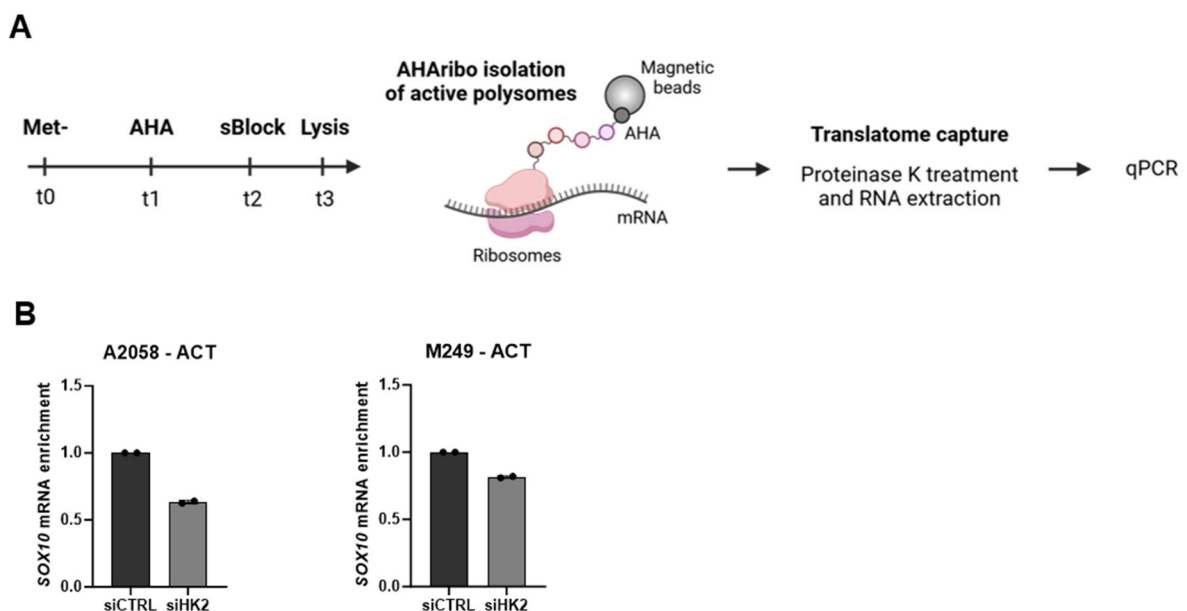 A
Met- AHA sBlock Lysis
t0 t1 t2 t3
AHAribo isolation
of active polysomes
Magnetic
beads
AHA
mRNA
Ribosomes
Translatome capture
Proteinase K treatment
and RNA extraction
qPCR
B
A2058 - ACT
SOX10 mRNA enrichment
1.5
1.0
0.5
0.0
siCTRL siHK2
M249 - ACT
SOX10 mRNA enrichment
1.5
1.0
0.5
0.0
siCTRL siHK2